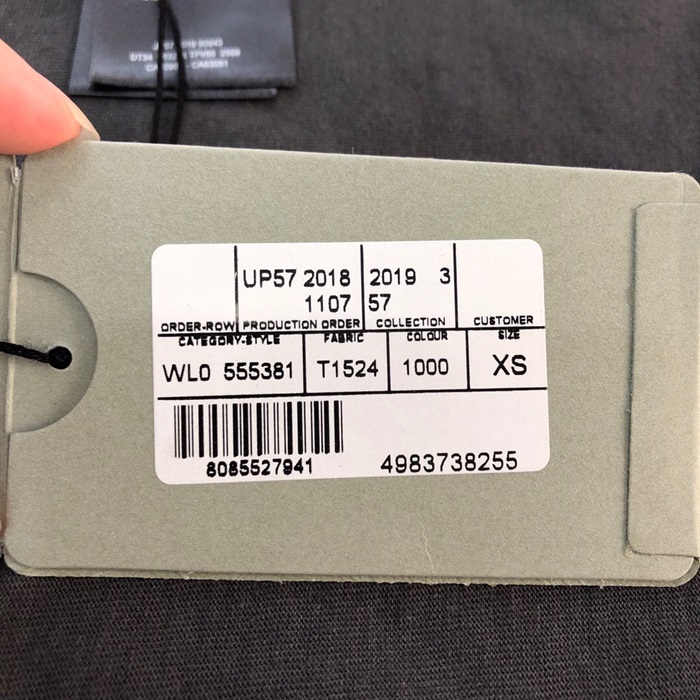 UP57 2018 2019 3
1107 57
ORDER-ROW PRODUCTION ORDER COLLECTION CUSTOMER
CATEGORY-STYLE FABRIC COLOUR SIZE
WL0 555381 T1524 1000 XS
8085527941 4983738255